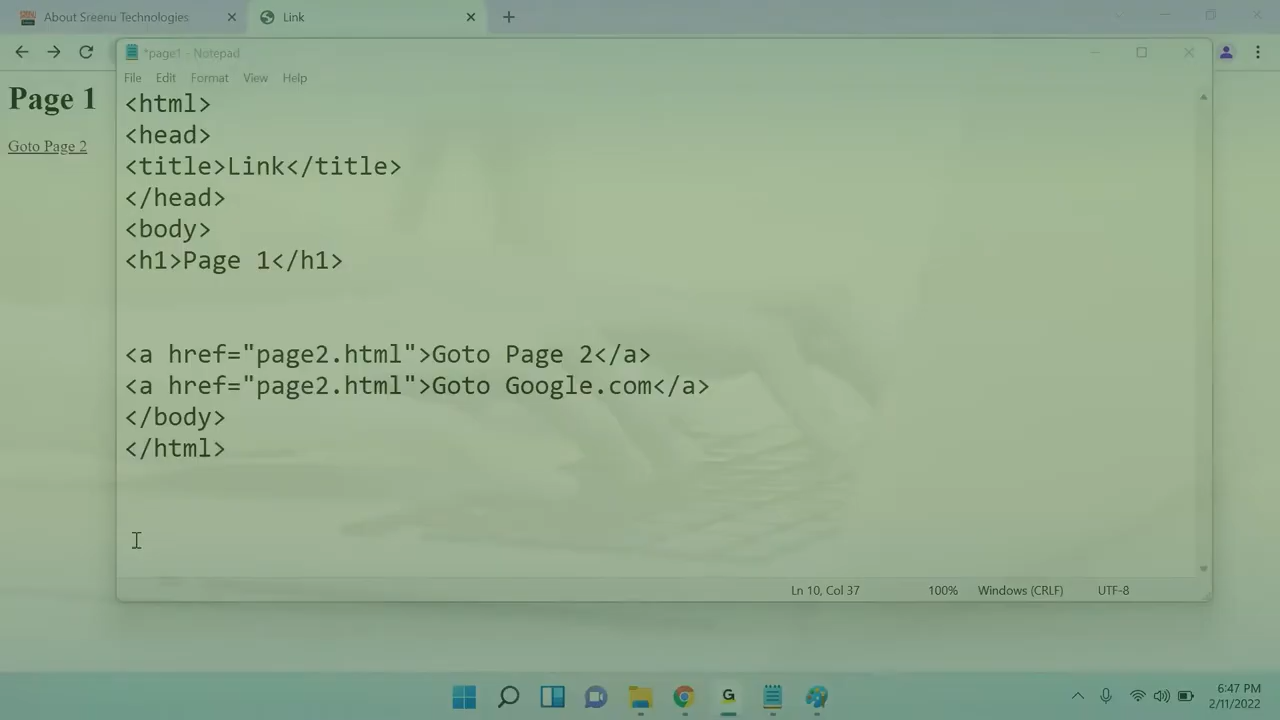 About Sreenu Technologies
Link
*page1 - Notepad
File Edit Format View Help
Page 1
Goto Page 2
<html>
<head>
<title>Link</title>
</head>
<body>
<h1>Page 1</h1>
<a href="page2.html">Goto Page 2</a>
<a href="page2.html">Goto Google.com</a>
</body>
</html>
Ln 10, Col 37 100% Windows (CRLF) UTF-8
G
6:47 PM
2/11/2022